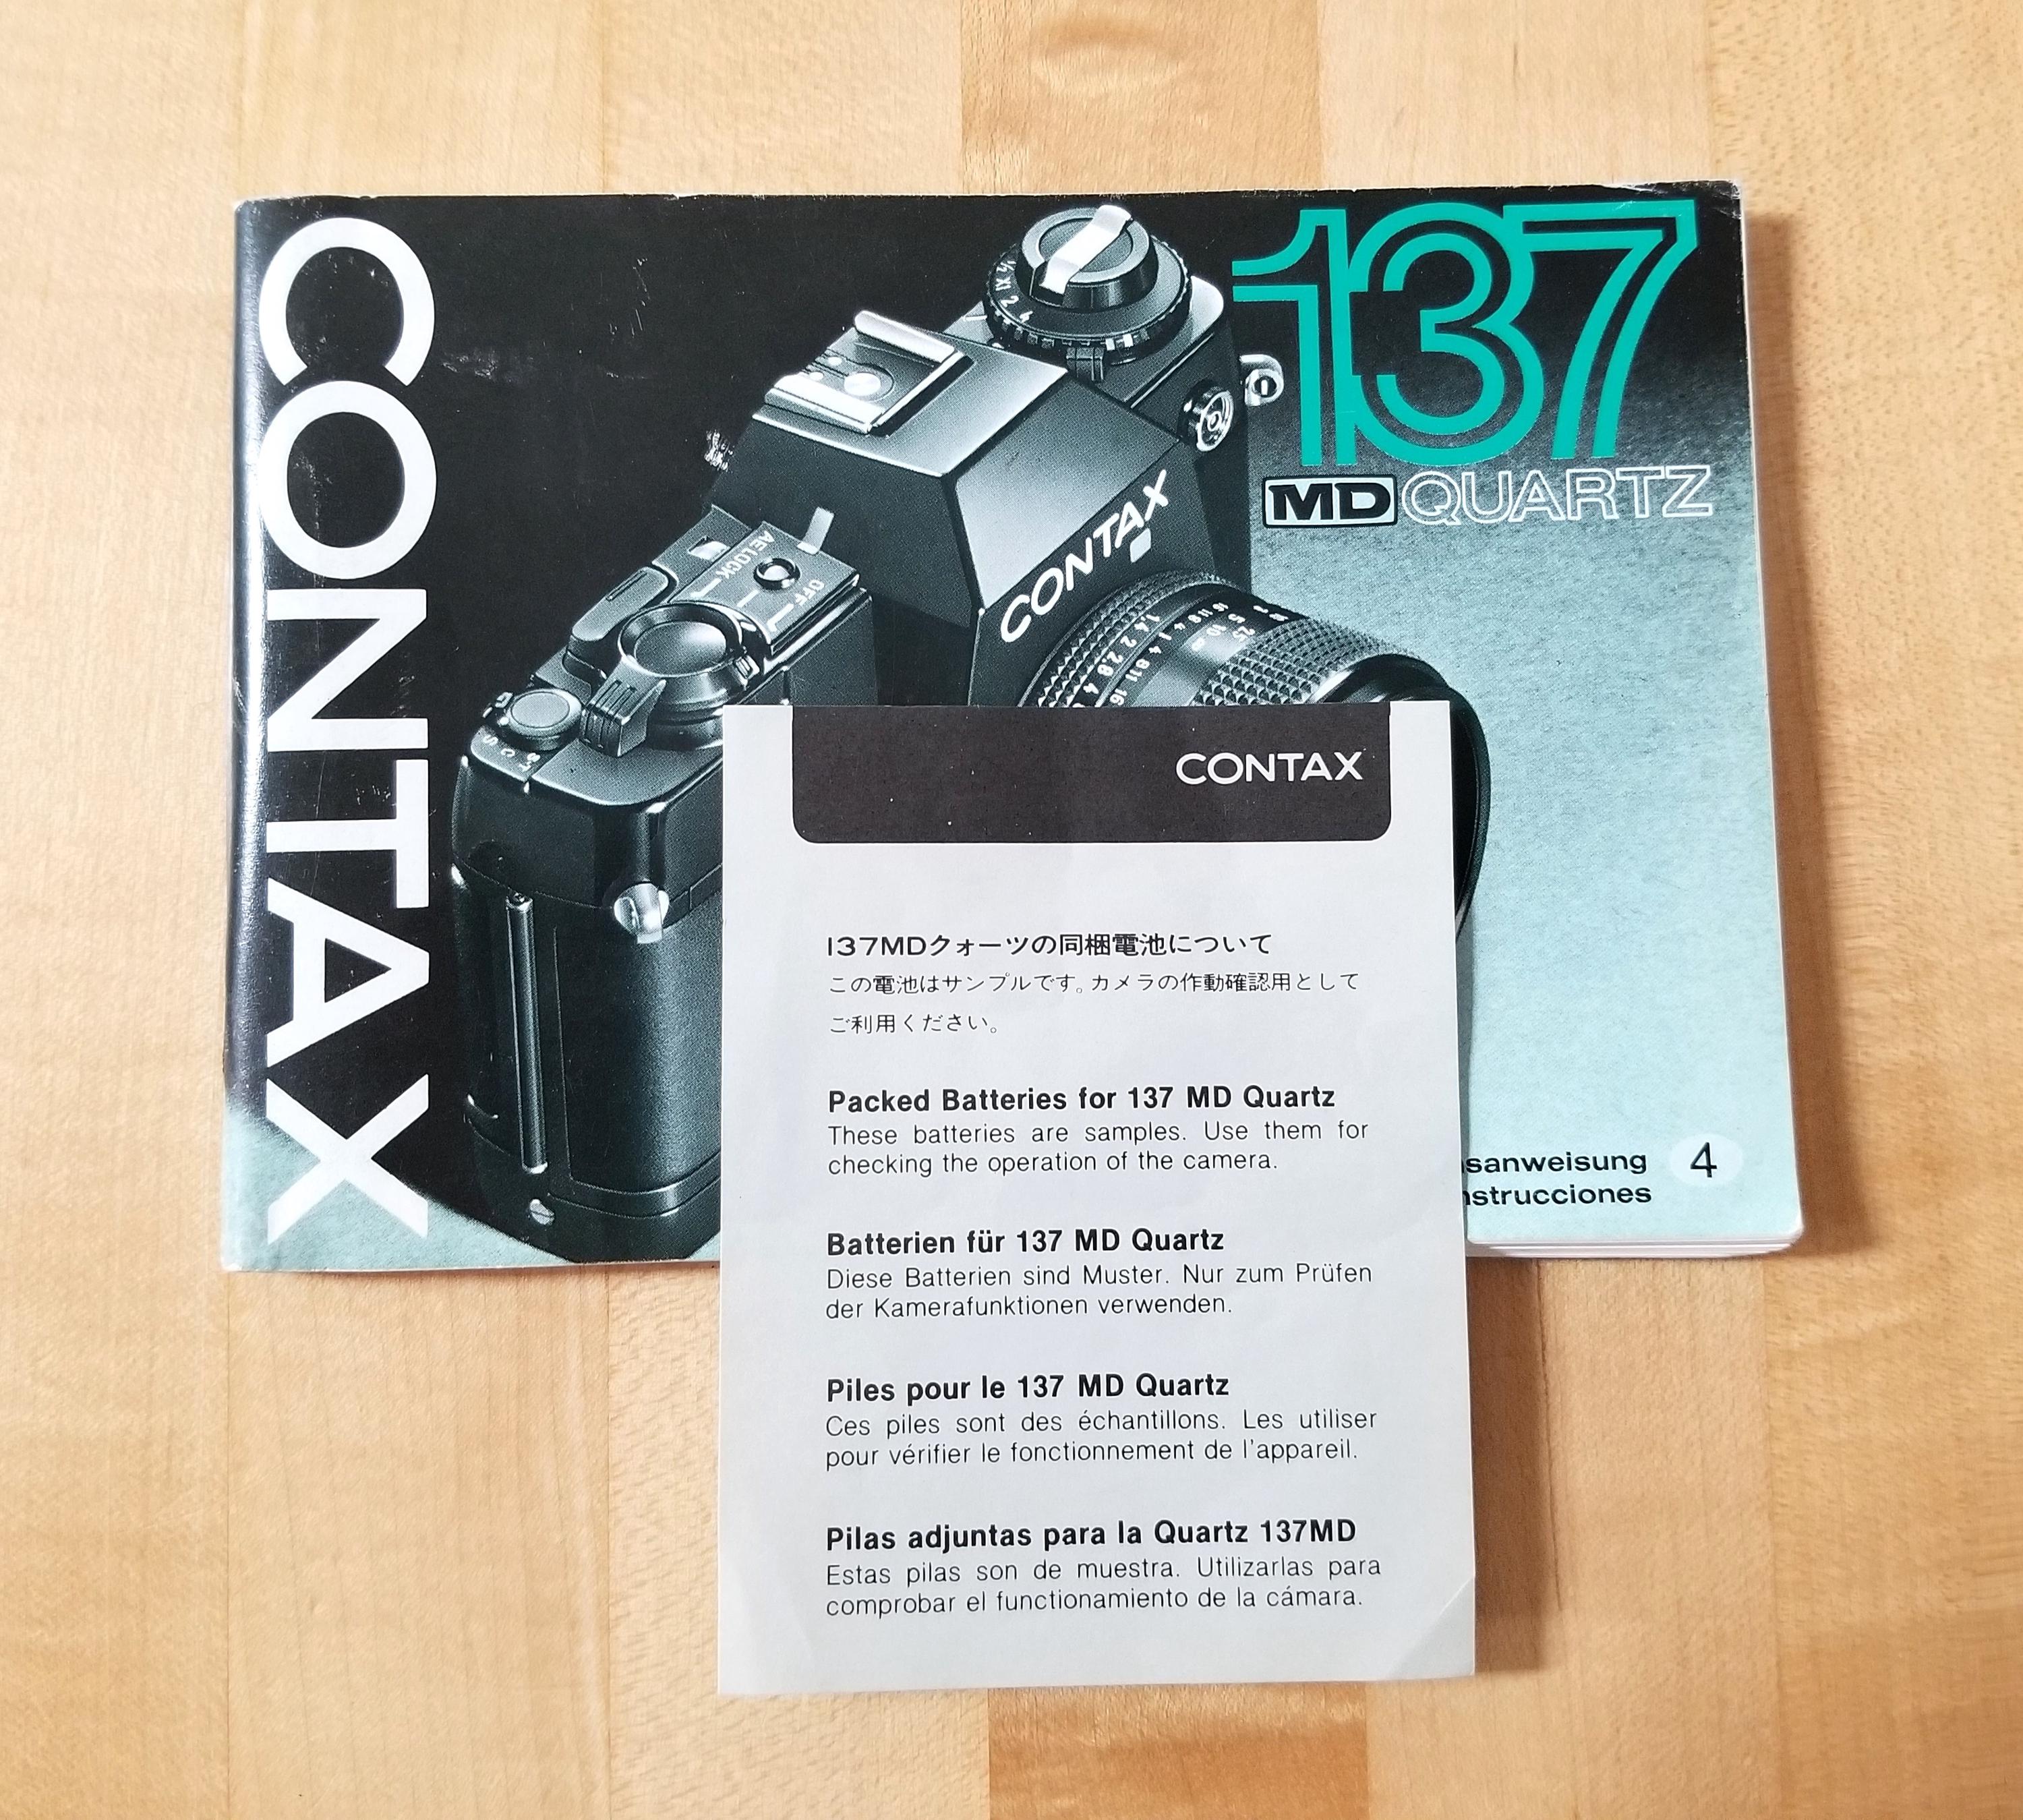 CONTAX
137
MD QUARTZ
CONTAX
AE LOCK
OFF
CONTAX
137MDクォーツの同梱電池について
この電池はサンプルです。カメラの作動確認用として
ご利用ください。
Packed Batteries for 137 MD Quartz
These batteries are samples. Use them for
checking the operation of the camera.
Batterien für 137 MD Quartz
Diese Batterien sind Muster. Nur zum Prüfen
der Kamerafunktionen verwenden.
Piles pour le 137 MD Quartz
Ces piles sont des échantillons. Les utiliser
pour vérifier le fonctionnement de l'appareil.
Pilas adjuntas para la Quartz 137MD
Estas pilas son de muestra. Utilizarlas para
comprobar el functionamiento de la cámara.
sanweisung
nstrucciones
4